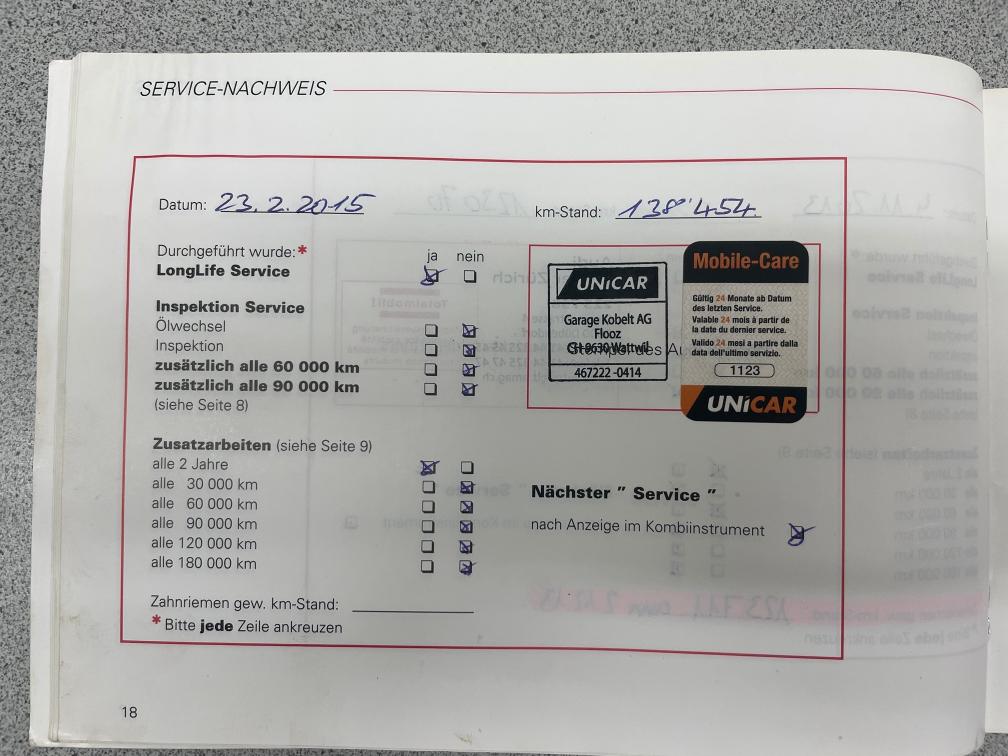 SERVICE-NACHWEIS
Datum: 23.2.2015
km-Stand: 138'454
Durchgeführt wurde:*
ja nein
LongLife Service
Inspektion Service
Ölwechsel
Inspektion
zusätzlich alle 60 000 km
zusätzlich alle 90 000 km
(siehe Seite 8)
UNiCAR
Garage Kobelt AG
Flooz
CH-9630 Wattwil
467222-0414
Stempel des Au
Mobile-Care
Gültig 24 Monate ab Datum
des letzten Service.
Valable 24 mois à partir de
la date du dernier service.
Valido 24 mesi a partire dalla
data dell'ultimo servizio.
1123
UNiCAR
Zusatzarbeiten (siehe Seite 9)
alle 2 Jahre
alle 30 000 km
alle 60 000 km
alle 90 000 km
alle 120 000 km
alle 180 000 km
Nächster " Service "
nach Anzeige im Kombiinstrument
Zahnriemen gew. km-Stand:
*Bitte jede Zeile ankreuzen
18